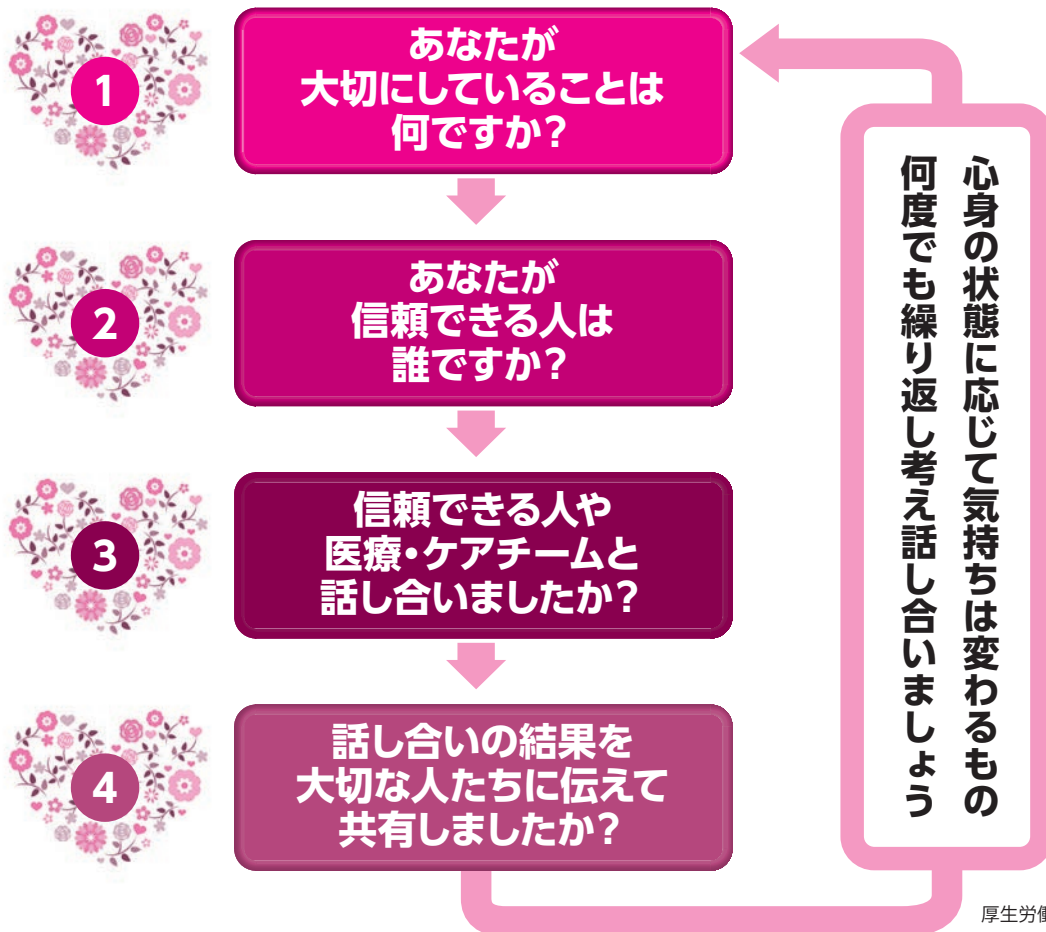 1
あなたが
大切にしていることは
何ですか？
2
あなたが
信頼できる人は
誰ですか？
3
信頼できる人や
医療・ケアチームと
話し合いましたか？
4
話し合いの結果を
大切な人たちに伝えて
共有しましたか？
心身の状態に応じて気持ちは変わるもの
何度でも繰り返し考え話し合いましょう
厚生労